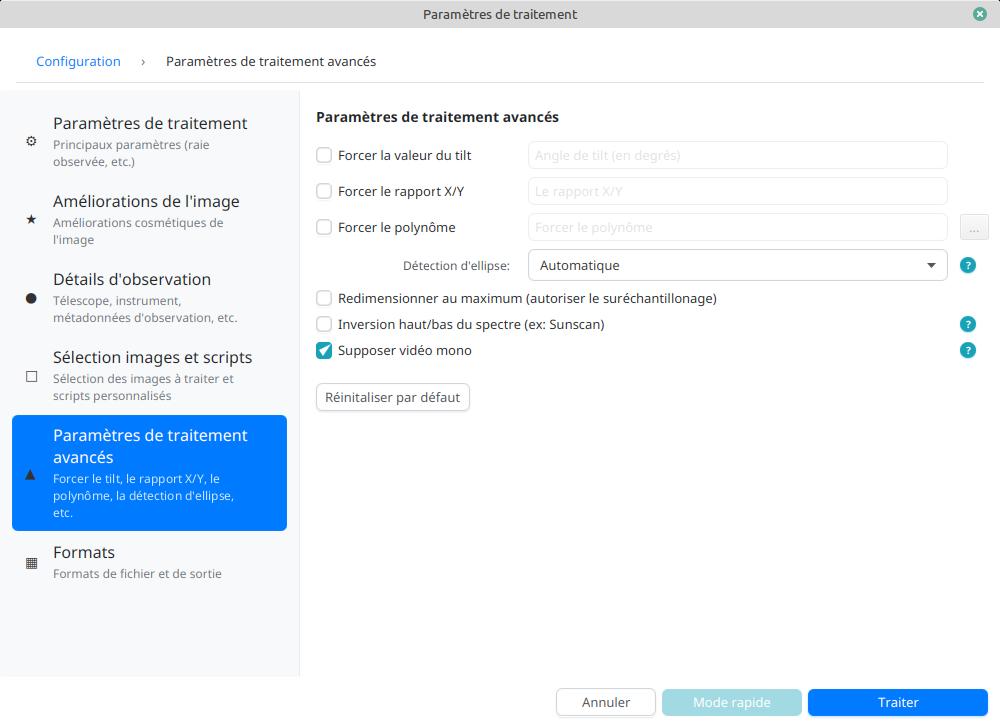 Paramètres de traitement
Configuration › Paramètres de traitement avancés
Paramètres de traitement
Principaux paramètres (raie
observée, etc.)
Améliorations de l'image
Améliorations cosmétiques de
l'image
Détails d'observation
Télescope, instrument,
métadonnées d'observation, etc.
Sélection images et scripts
Sélection des images à traiter et
scripts personnalisés
Paramètres de traitement
avancés
Forcer le tilt, le rapport X/Y, le
polynôme, la détection d'ellipse,
etc.
Formats
Formats de fichier et de sortie
Paramètres de traitement avancés
Forcer la valeur du tilt
Angle de tilt (en degrés)
Forcer le rapport X/Y
Le rapport X/Y
Forcer le polynôme
Forcer le polynôme
...
Détection d'ellipse:
Automatique
?
Redimensionner au maximum (autoriser le suréchantillonage)
Inversion haut/bas du spectre (ex: Sunscan)
?
Supposer vidéo mono
?
Réinitaliser par défaut
Annuler
Mode rapide
Traiter